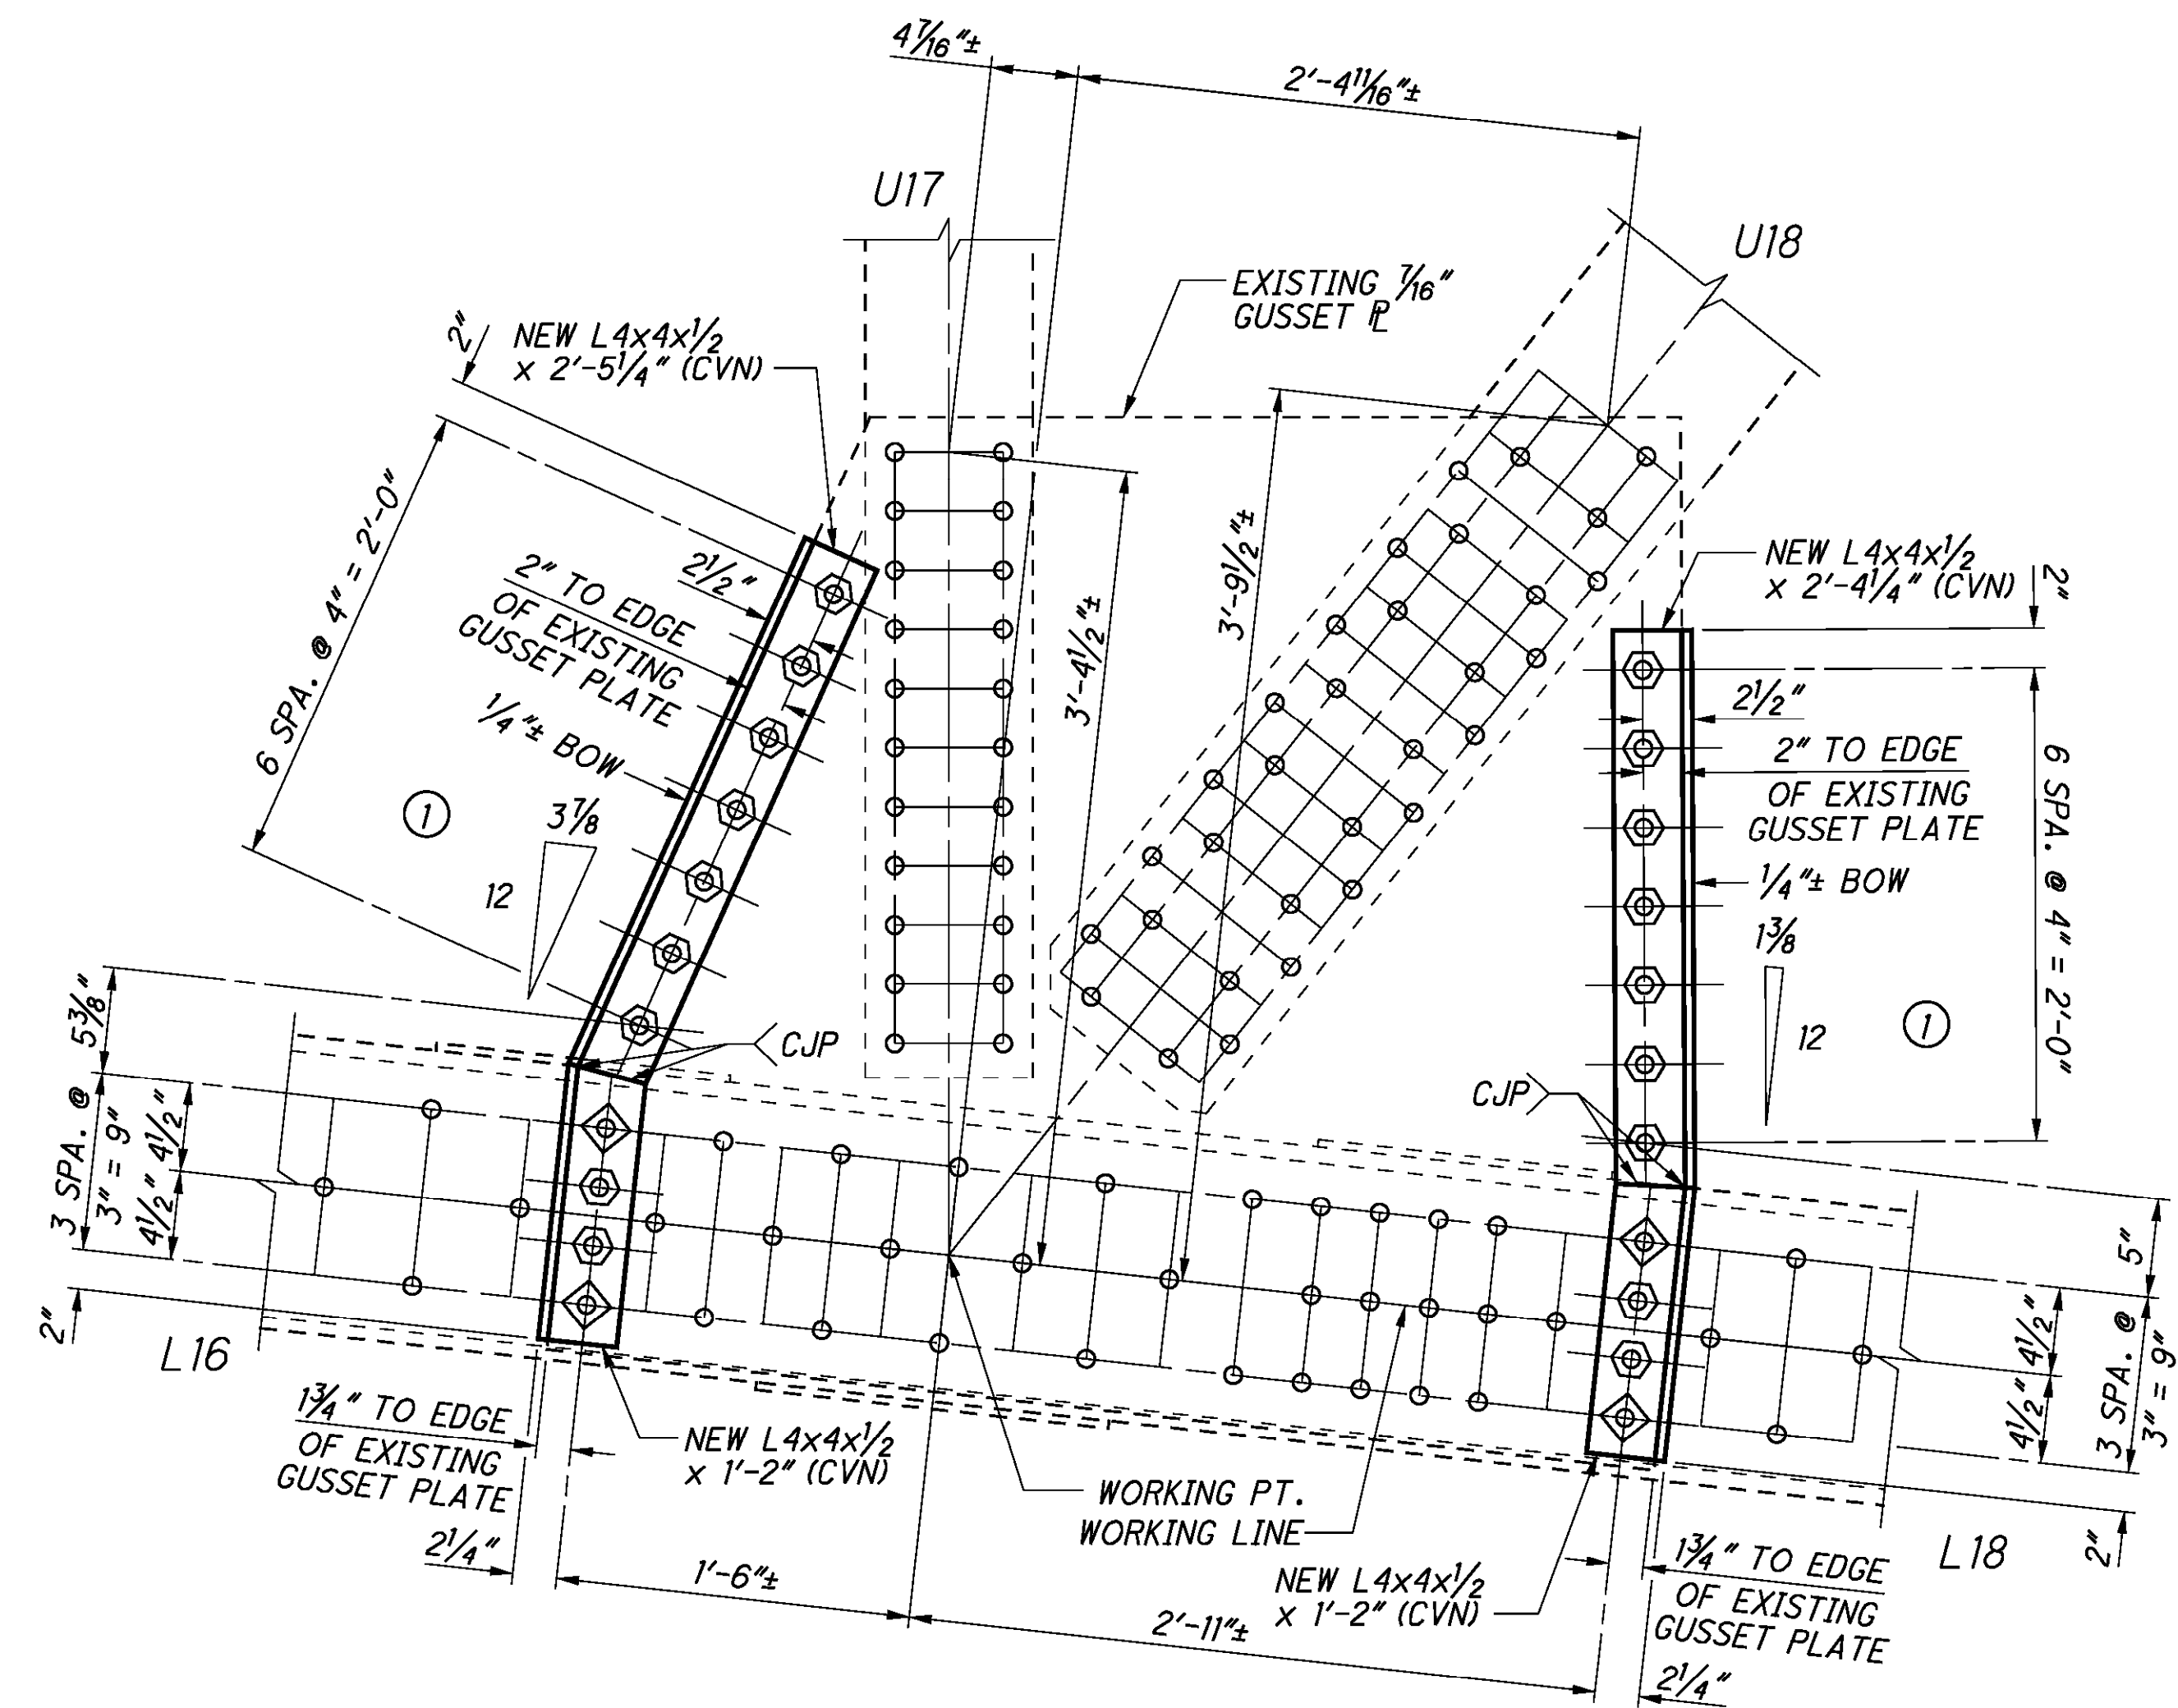 4 7/16"±
2'-4 11/16"±
U17
U18
EXISTING 7/16"
GUSSET ℙL
2"
NEW L4x4x1/2
x 2'-5 1/4" (CVN)
6 SPA. @ 4" = 2'-0"
2 1/2"
2" TO EDGE
OF EXISTING
GUSSET PLATE
1/4"± BOW
1
3 7/8
12
3'-4 1/2"±
3'-9 1/2"±
NEW L4x4x1/2
x 2'-4 1/4" (CVN)
2"
2 1/2"
2" TO EDGE
OF EXISTING
GUSSET PLATE
1/4"± BOW
6 SPA. @ 4" = 2'-0"
1 3/8
12
1
5 3/8"
CJP
CJP
3 SPA. @
3" = 9"
4 1/2"
4 1/2"
2"
L16
5"
4 1/2"
4 1/2"
3 SPA. @
3" = 9"
2"
L18
1 3/4" TO EDGE
OF EXISTING
GUSSET PLATE
2 1/4"
NEW L4x4x1/2
x 1'-2" (CVN)
WORKING PT.
WORKING LINE
1'-6"±
2'-11"±
NEW L4x4x1/2
x 1'-2" (CVN)
1 3/4" TO EDGE
OF EXISTING
GUSSET PLATE
2 1/4"